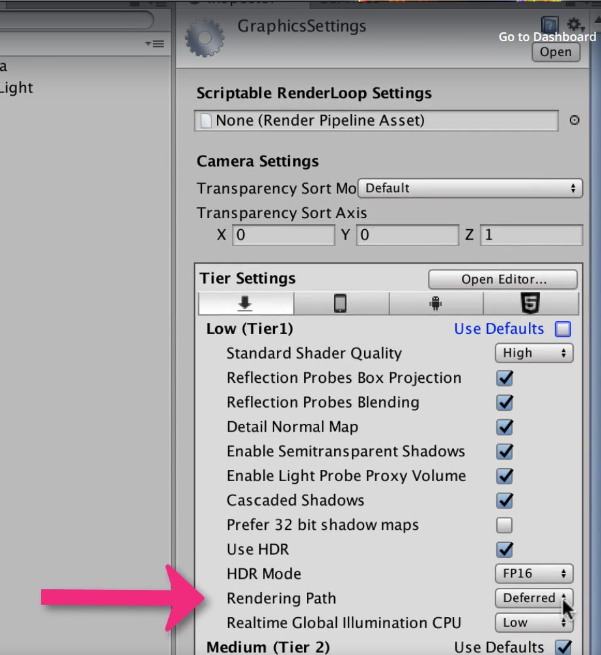 GraphicsSettings
Go to Dashboard
Open
a
Light
Scriptable RenderLoop Settings
None (Render Pipeline Asset)
Camera Settings
Transparency Sort Mo Default
Transparency Sort Axis
X 0 Y 0 Z 1
Tier Settings Open Editor...
Low (Tier1) Use Defaults
Standard Shader Quality High
Reflection Probes Box Projection
Reflection Probes Blending
Detail Normal Map
Enable Semitransparent Shadows
Enable Light Probe Proxy Volume
Cascaded Shadows
Prefer 32 bit shadow maps
Use HDR
HDR Mode FP16
Rendering Path Deferred
Realtime Global Illumination CPU Low
Medium (Tier 2) Use Defaults